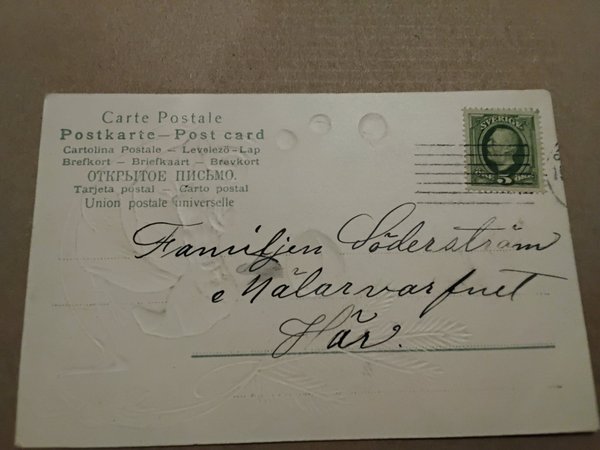 Carte Postale
Postkarte — Post card
Cartolina Postale — Levelező-Lap
Brefkort — Briefkaart — Brevkort
ОТКРЫТОЕ ПИСЬМО.
Tarjeta postal — Carto postal
Union postale universelle
SVERIGE
5
Familjen Söderström
Mälarvarfvet
Här.